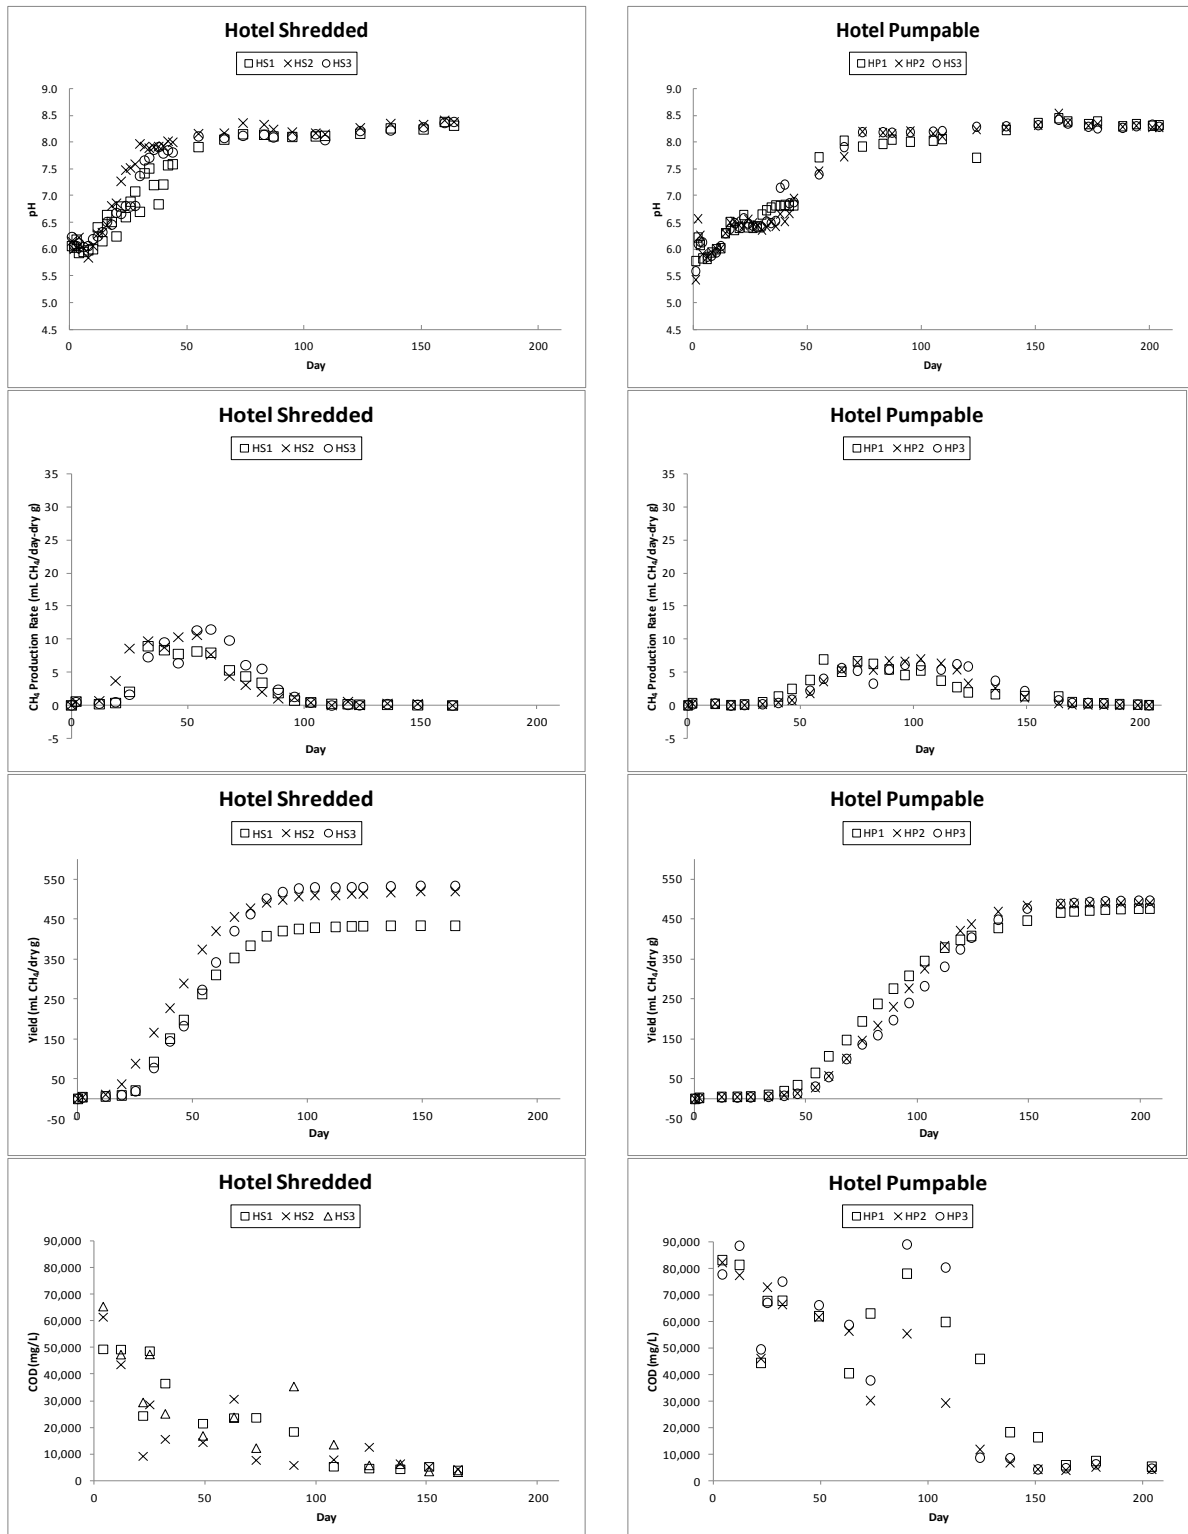 Hotel Shredded
HS1 HS2 HS3
pH
9.0
8.5
8.0
7.5
7.0
6.5
6.0
5.5
5.0
4.5
0 50 100 150 200
Day
Hotel Pumpable
HP1 HP2 HS3
pH
9.0
8.5
8.0
7.5
7.0
6.5
6.0
5.5
5.0
4.5
0 50 100 150 200
Day
Hotel Shredded
HS1 HS2 HS3
CH₄ Production Rate (mL CH₄/day-dry g)
35
30
25
20
15
10
5
0
-5
0 50 100 150 200
Day
Hotel Pumpable
HP1 HP2 HP3
CH₄ Production Rate (mL CH₄/day-dry g)
35
30
25
20
15
10
5
0
-5
0 50 100 150 200
Day
Hotel Shredded
HS1 HS2 HS3
Yield (mL CH₄/dry g)
550
450
350
250
150
50
-50
0 50 100 150 200
Day
Hotel Pumpable
HP1 HP2 HP3
Yield (mL CH₄/dry g)
550
450
350
250
150
50
-50
0 50 100 150 200
Day
Hotel Shredded
HS1 HS2 HS3
COD (mg/L)
90,000
80,000
70,000
60,000
50,000
40,000
30,000
20,000
10,000
0
0 50 100 150 200
Day
Hotel Pumpable
HP1 HP2 HP3
COD (mg/L)
90,000
80,000
70,000
60,000
50,000
40,000
30,000
20,000
10,000
0
0 50 100 150 200
Day